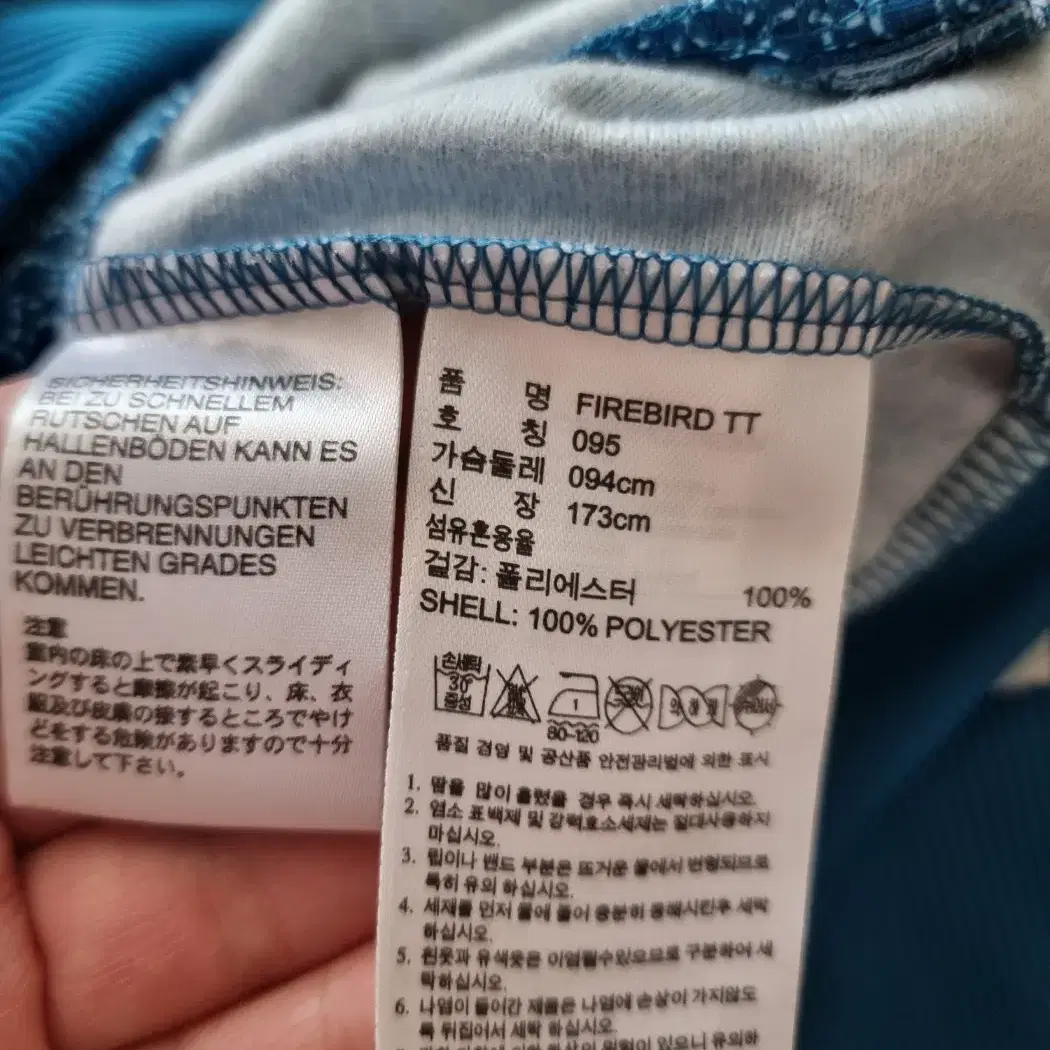 SICHERHEITSHINWEIS:
BEI ZU SCHNELLEM
RUTSCHEN AUF
HALLENBÖDEN KANN ES
AN DEN
BERÜHRUNGSPUNKTEN
ZU VERBRENNUNGEN
LEICHTEN GRADES
KOMMEN.
注意
室内の床の上で素早くスライディ
ングすると摩擦が起こり、床、衣
服及び皮膚の接するところでやけ
どをする危険がありますので十分
注意して下さい。
품 명 FIREBIRD TT
호 칭 095
가슴둘레 094cm
신 장 173cm
섬유혼용율
겉감: 폴리에스터 100%
SHELL: 100% POLYESTER
손세탁
30°
중성
80-120
품질 경영 및 공산품 안전관리법에 의한 표시
1. 땀을 많이 흘렸을 경우 즉시 세탁하십시오.
2. 염소 표백제 및 강력효소세제는 절대사용하지
마십시오.
3. 립이나 밴드 부분은 뜨거운 물에서 변형되므로
특히 유의 하십시오.
4. 세제를 먼저 물에 풀어 충분히 용해시킨후 세탁
하십시오.
5. 흰옷과 유색옷은 이염될수있으므로 구분하여 세
탁하십시오.
6. 나염이 들어간 제품은 나염에 손상이 가지않도
록 뒤집어서 세탁 하십시오.